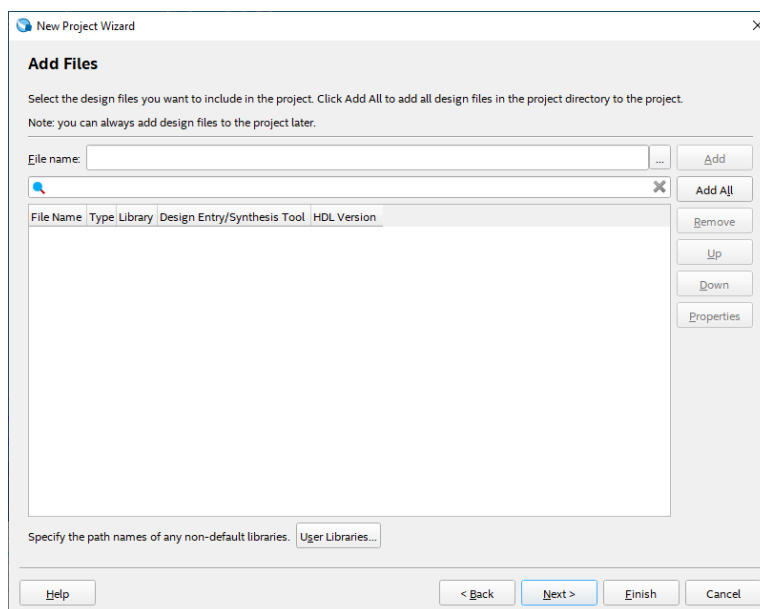 New Project Wizard
Add Files
Select the design files you want to include in the project. Click Add All to add all design files in the project directory to the project.
Note: you can always add design files to the project later.
File name: ... Add
Add All
File Name Type Library Design Entry/Synthesis Tool HDL Version
Remove
Up
Down
Properties
Specify the path names of any non-default libraries. User Libraries...
Help < Back Next > Finish Cancel